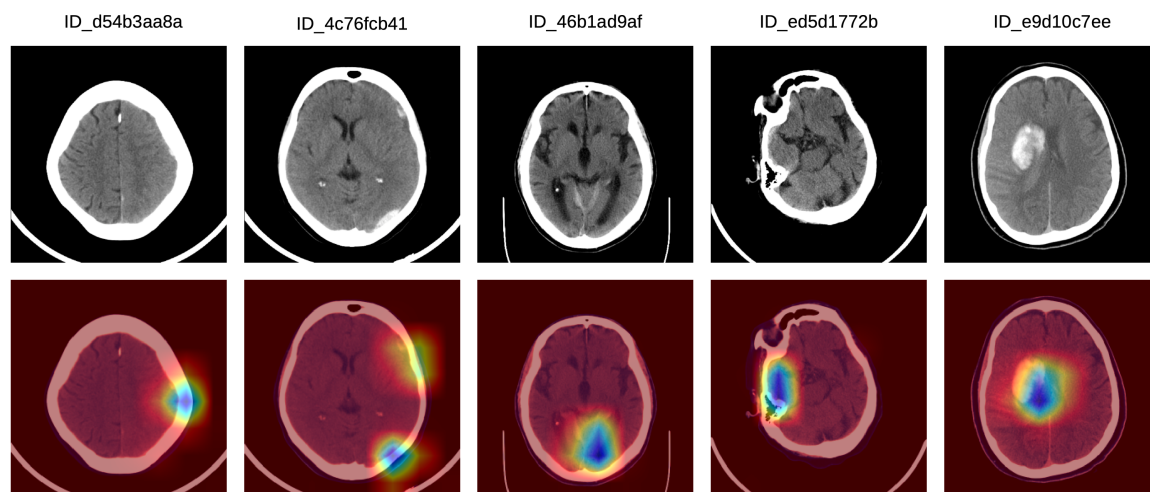 ID_d54b3aa8a
ID_4c76fcb41
ID_46b1ad9af
ID_ed5d1772b
ID_e9d10c7ee